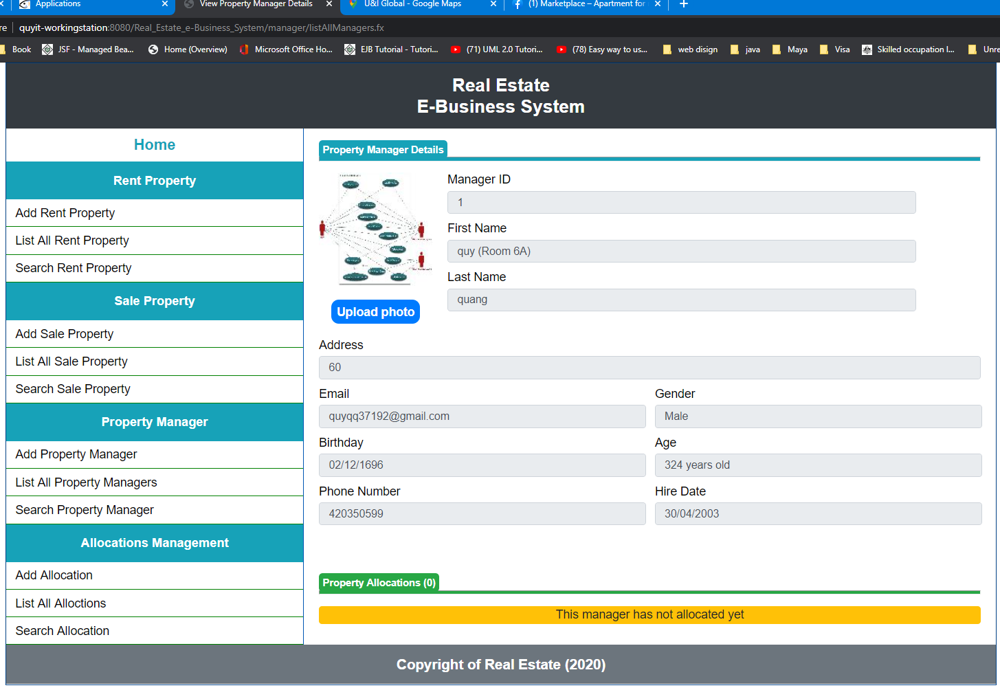 Applications
View Property Manager Details
U&I Global - Google Maps
(1) Marketplace – Apartment for
re
quyit-workingstation:8080/Real_Estate_e-Business_System/manager/listAllManagers.fx
Book
JSF - Managed Bea...
Home (Overview)
Microsoft Office Ho...
EJB Tutorial - Tutori...
(71) UML 2.0 Tutori...
(78) Easy way to us...
web disign
java
Maya
Visa
Skilled occupation l...
Unre
Real Estate
E-Business System
Home
Rent Property
Add Rent Property
List All Rent Property
Search Rent Property
Sale Property
Add Sale Property
List All Sale Property
Search Sale Property
Property Manager
Add Property Manager
List All Property Managers
Search Property Manager
Allocations Management
Add Allocation
List All Alloctions
Search Allocation
Property Manager Details
Upload photo
Manager ID
1
First Name
quy (Room 6A)
Last Name
quang
Address
60
Email
quyqq37192@gmail.com
Gender
Male
Birthday
02/12/1696
Age
324 years old
Phone Number
420350599
Hire Date
30/04/2003
Property Allocations (0)
This manager has not allocated yet
Copyright of Real Estate (2020)